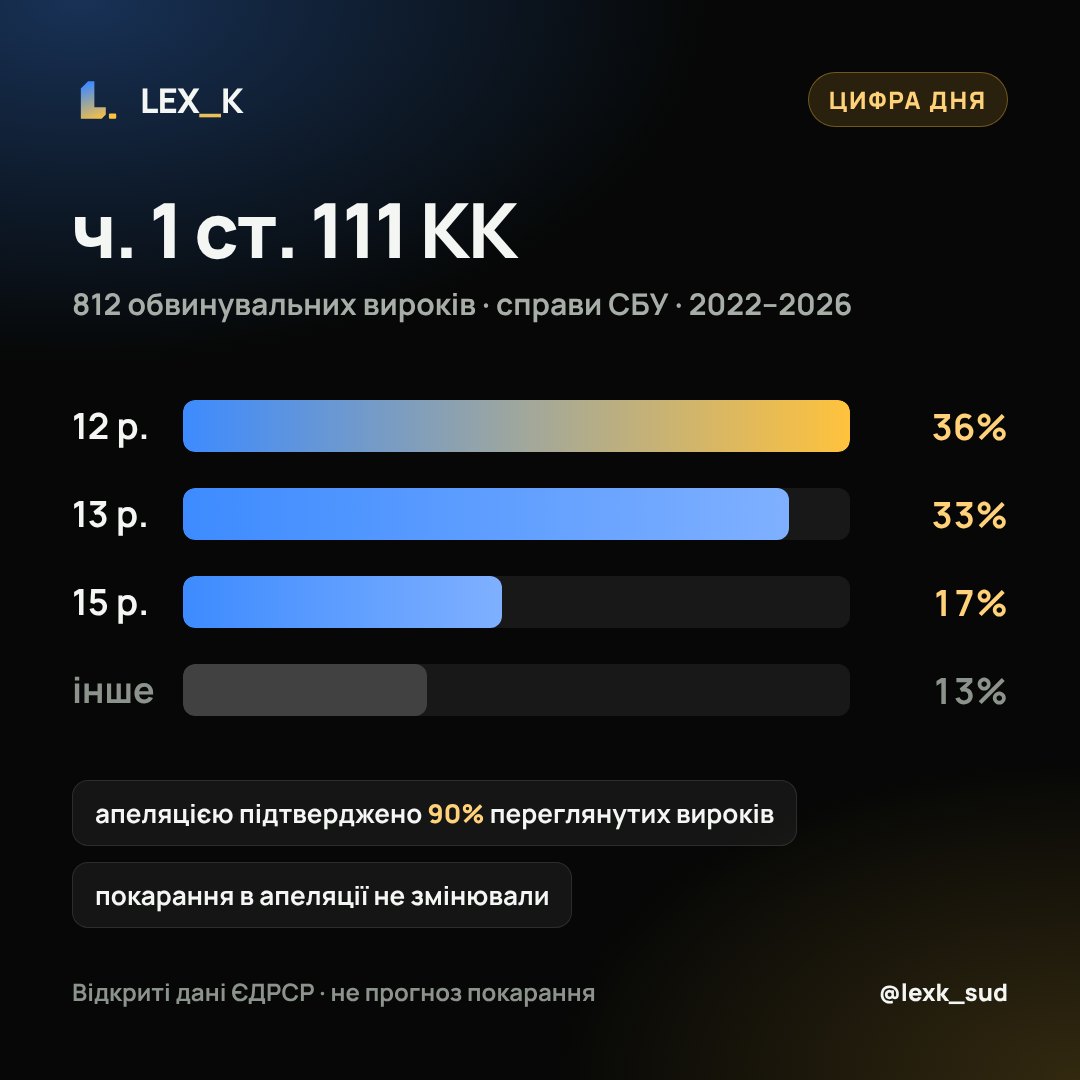 LEX_K
ЦИФРА ДНЯ
ч. 1 ст. 111 КК
812 обвинувальних вироків · справи СБУ · 2022–2026
12 р. 36%
13 р. 33%
15 р. 17%
інше 13%
апеляцією підтверджено 90% переглянутих вироків
покарання в апеляції не змінювали
Відкриті дані ЄДРСР · не прогноз покарання
@lexk_sud